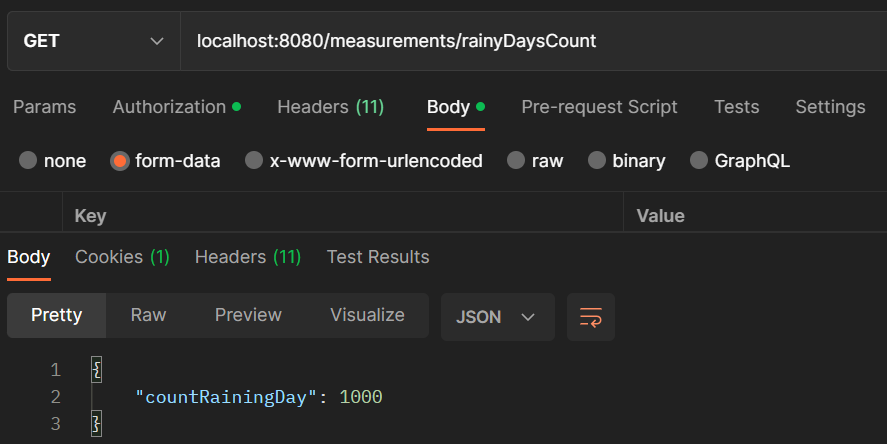 GET localhost:8080/measurements/rainyDaysCount
Params Authorization Headers (11) Body Pre-request Script Tests Settings
none form-data x-www-form-urlencoded raw binary GraphQL
Key Value
Body Cookies (1) Headers (11) Test Results
Pretty Raw Preview Visualize JSON
1 {
2 "countRainingDay": 1000
3 }